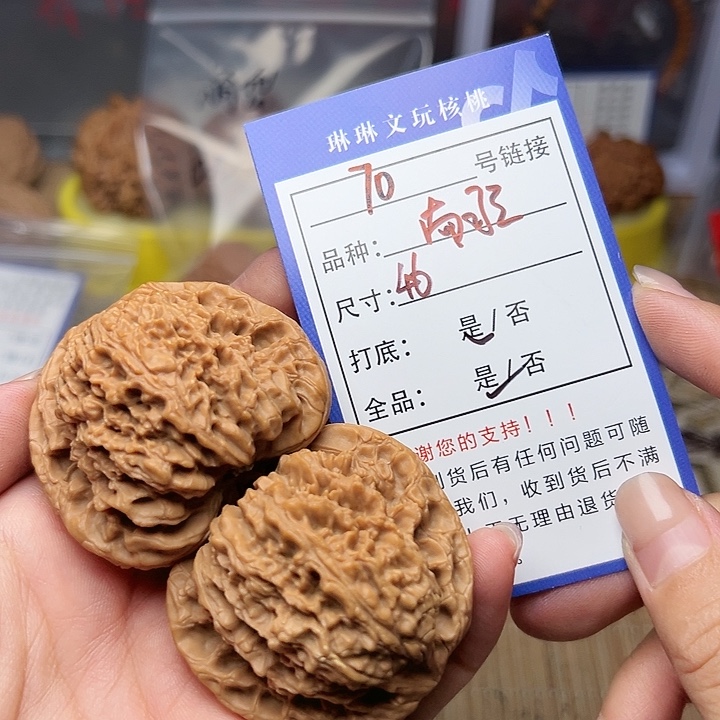 琳琳文玩核桃
70 号链接
品种：南疆
尺寸：46
打底：是/否
全品：是/否
谢您的支持！！！
到货后有任何问题可随
我们，收到货后不满
无理由退货
。